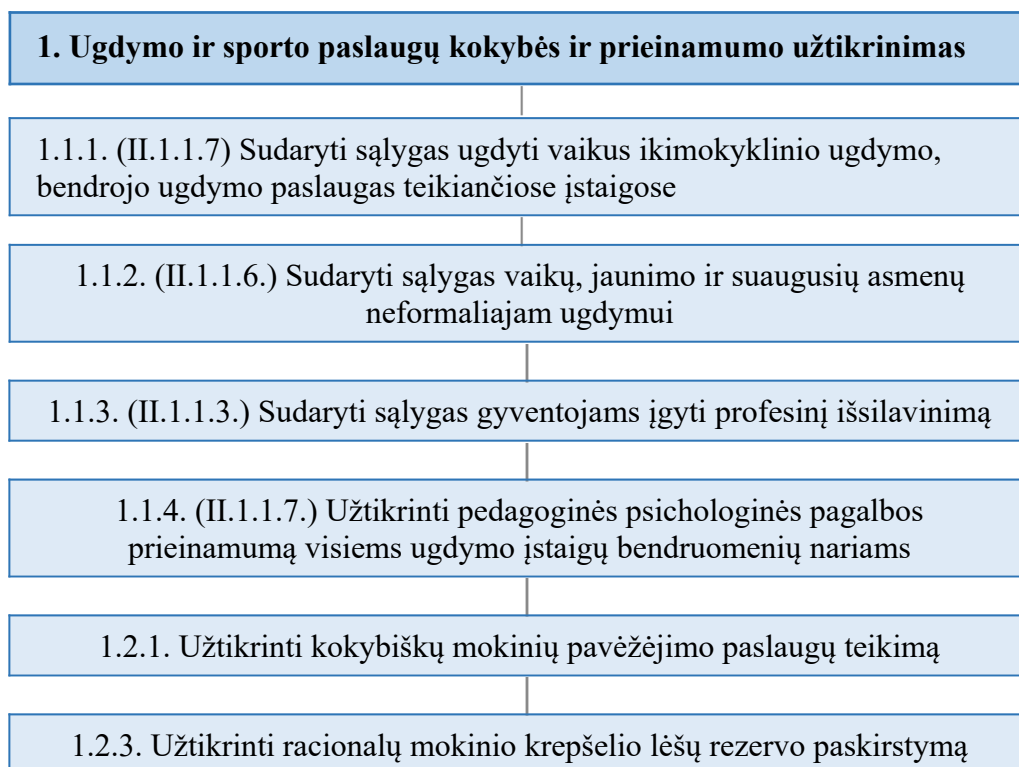 1. Ugdymo ir sporto paslaugų kokybės ir prieinamumo užtikrinimas
1.1.1. (II.1.1.7) Sudaryti sąlygas ugdyti vaikus ikimokyklinio ugdymo,
bendrojo ugdymo paslaugas teikiančiose įstaigose
1.1.2. (II.1.1.6.) Sudaryti sąlygas vaikų, jaunimo ir suaugusių asmenų
neformaliajam ugdymui
1.1.3. (II.1.1.3.) Sudaryti sąlygas gyventojams įgyti profesinį išsilavinimą
1.1.4. (II.1.1.7.) Užtikrinti pedagoginės psichologinės pagalbos
prieinamumą visiems ugdymo įstaigų bendruomenių nariams
1.2.1. Užtikrinti kokybiškų mokinių pavėžėjimo paslaugų teikimą
1.2.3. Užtikrinti racionalų mokinio krepšelio lėšų rezervo paskirstymą